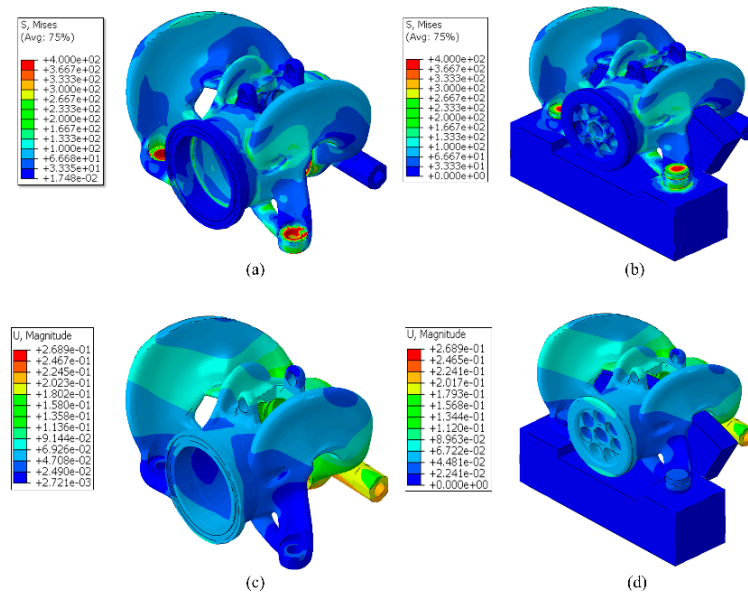 S, Mises
(Avg: 75%)
+4.000e+02
+3.667e+02
+3.333e+02
+3.000e+02
+2.667e+02
+2.333e+02
+2.000e+02
+1.667e+02
+1.333e+02
+1.000e+02
+6.668e+01
+3.335e+01
+1.748e-02
(a)
S, Mises
(Avg: 75%)
+4.000e+02
+3.667e+02
+3.333e+02
+3.000e+02
+2.667e+02
+2.333e+02
+2.000e+02
+1.667e+02
+1.333e+02
+1.000e+02
+6.667e+01
+3.333e+01
+0.000e+00
(b)
U, Magnitude
+2.689e-01
+2.467e-01
+2.245e-01
+2.023e-01
+1.802e-01
+1.580e-01
+1.358e-01
+1.136e-01
+9.144e-02
+6.926e-02
+4.708e-02
+2.490e-02
+2.721e-03
(c)
U, Magnitude
+2.689e-01
+2.465e-01
+2.241e-01
+2.017e-01
+1.793e-01
+1.568e-01
+1.344e-01
+1.120e-01
+8.963e-02
+6.722e-02
+4.481e-02
+2.241e-02
+0.000e+00
(d)